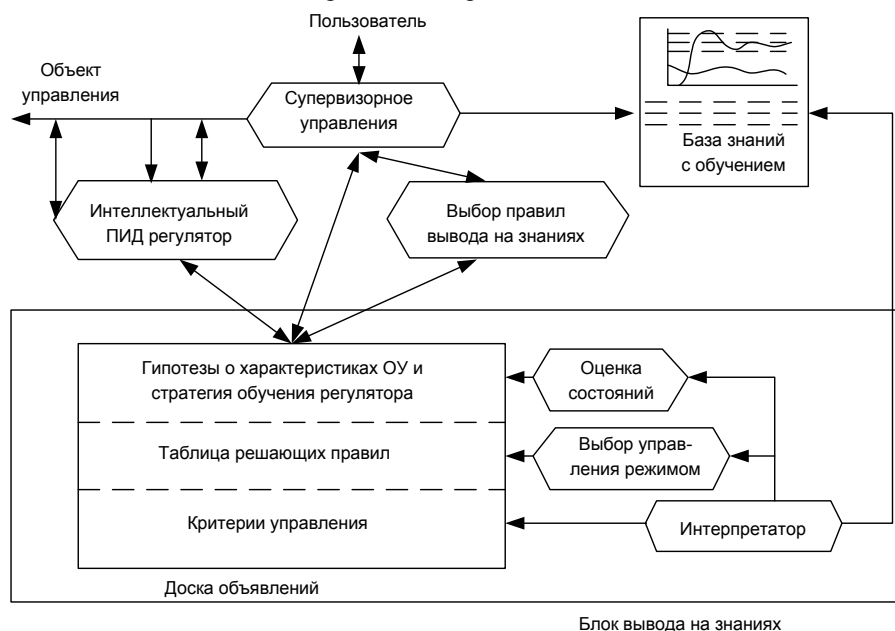 Пользователь
Объект
управления
Супервизорное
управления
База знаний
с обучением
Интеллектуальный
ПИД регулятор
Выбор правил
вывода на знаниях
Гипотезы о характеристиках ОУ и
стратегия обучения регулятора
Оценка
состояний
Таблица решающих правил
Выбор управ-
ления режимом
Критерии управления
Интерпретатор
Доска объявлений
Блок вывода на знаниях